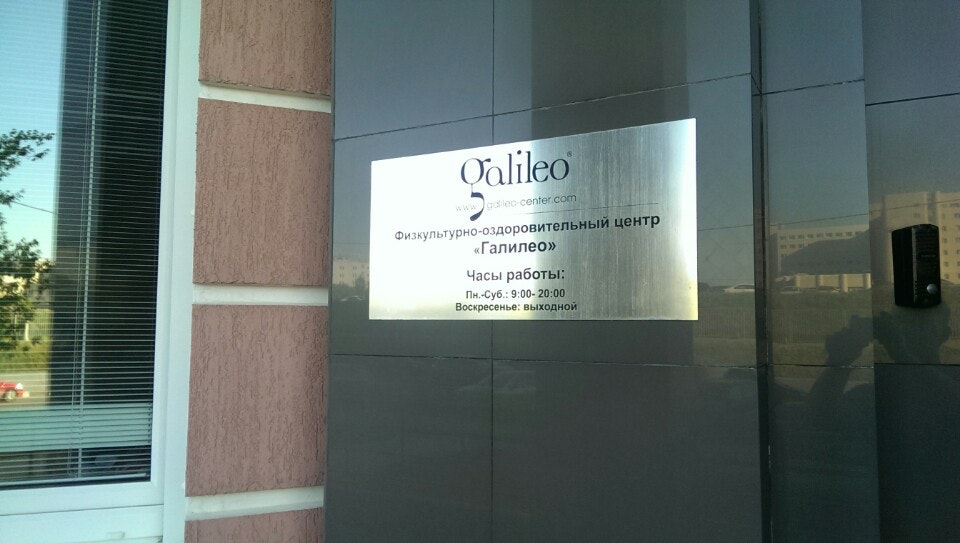 galileo®
www.galileo-center.com
Физкультурно-оздоровительный центр
«Галилео»
Часы работы:
Пн.-Суб.: 9:00- 20:00
Воскресенье: выходной